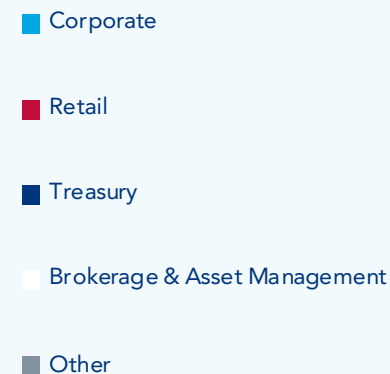 Corporate
Retail
Treasury
Brokerage & Asset Management
Other